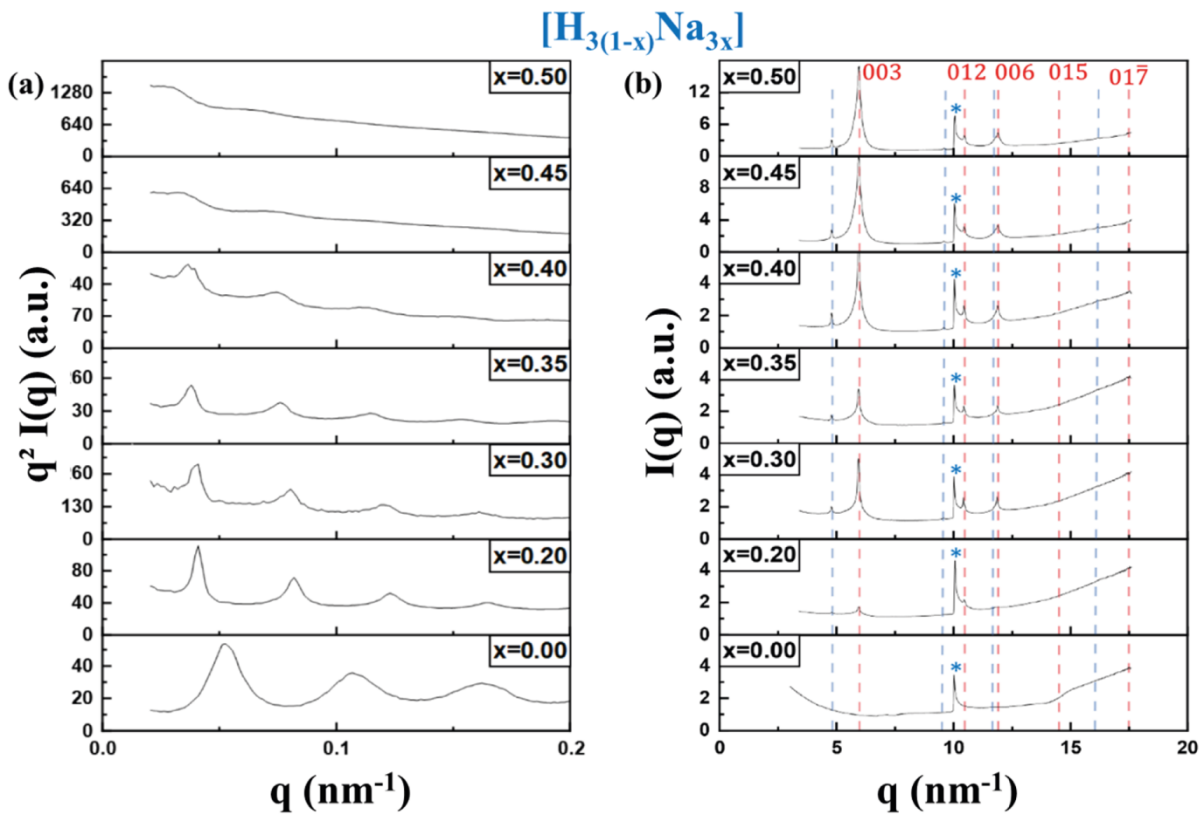 [H3(1-x)Na3x]
(a)
x=0.50
1280
640
0
x=0.45
640
320
0
x=0.40
40
70
x=0.35
60
30
0
x=0.30
60
130
x=0.20
80
40
0
x=0.00
40
20
0
0.0
0.1
0.2
q² I(q) (a.u.)
q (nm-1)
(b)
x=0.50
003
012
006
015
017̄
*
12
6
0
x=0.45
*
8
4
0
x=0.40
*
4
2
0
x=0.35
*
4
2
0
x=0.30
*
4
2
0
x=0.20
*
4
2
0
x=0.00
*
4
2
0
0
5
10
15
20
I(q) (a.u.)
q (nm-1)